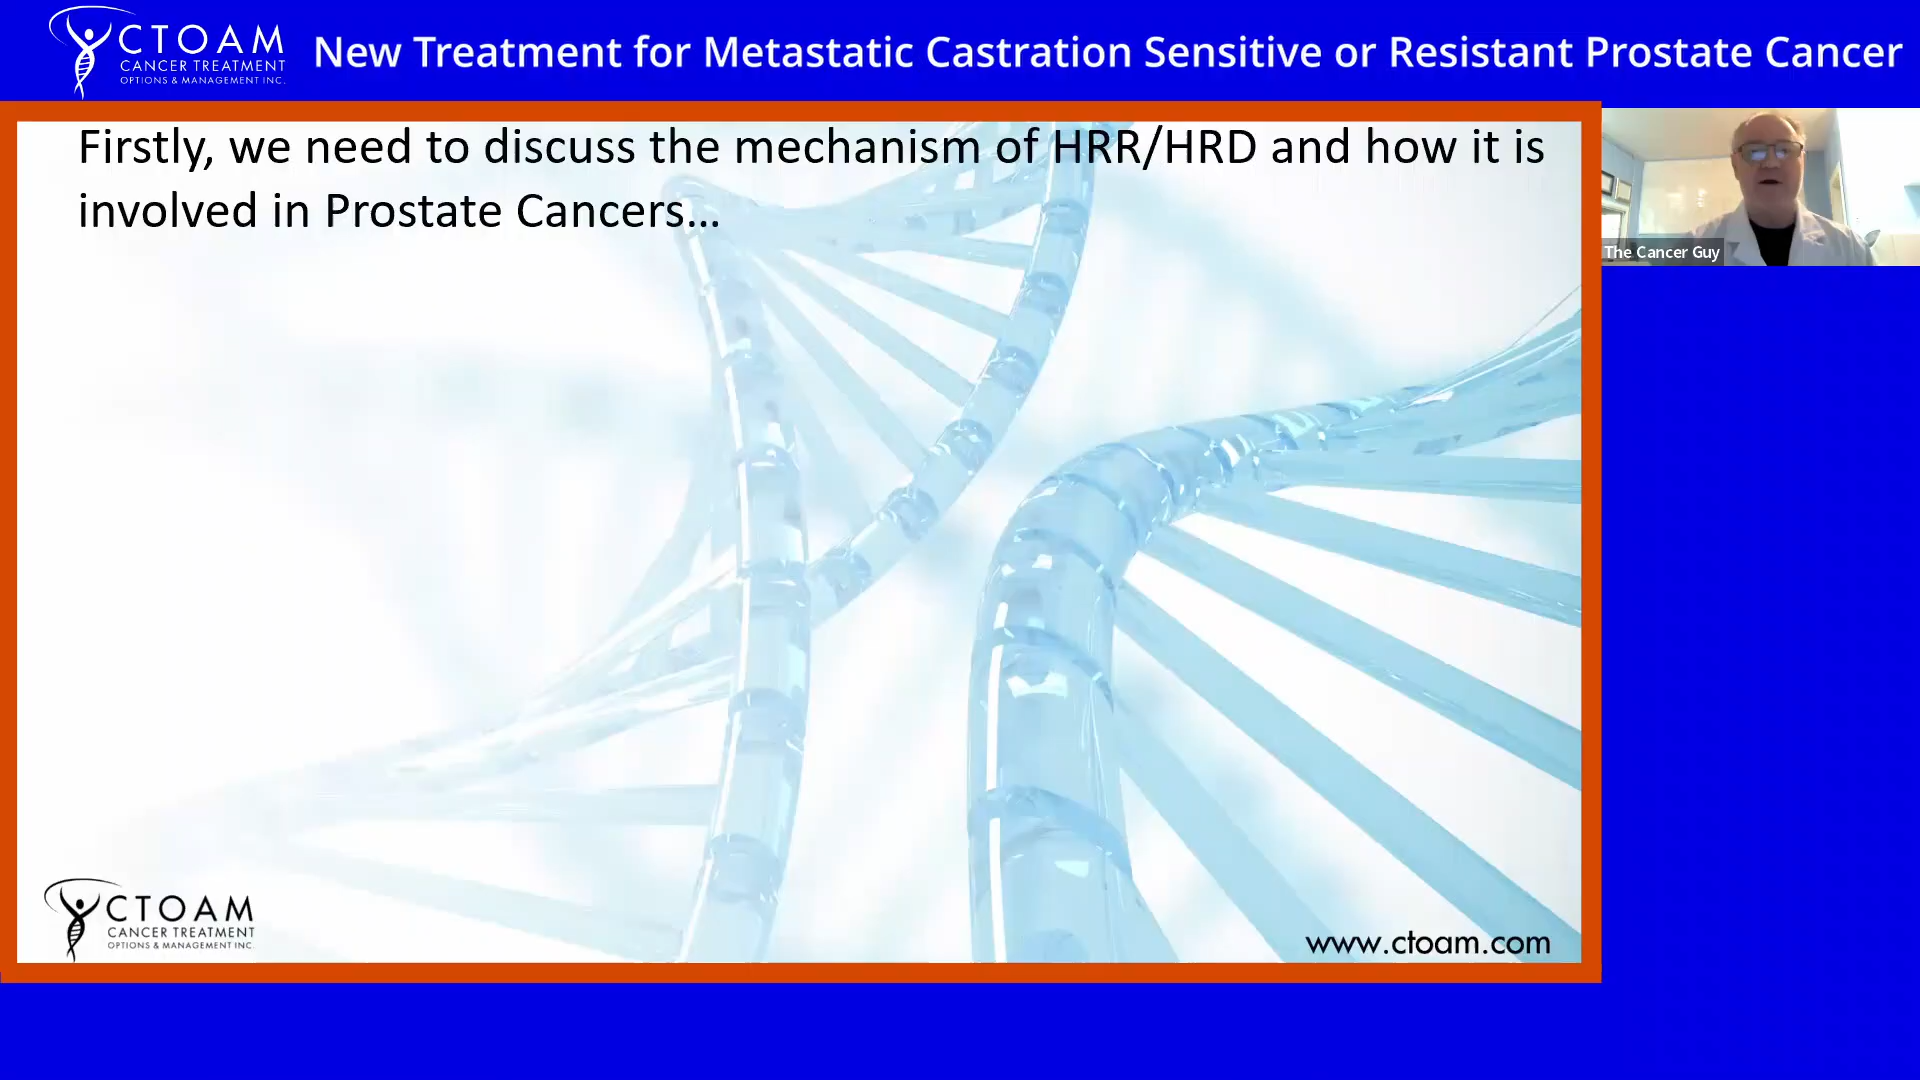 CTOAM
CANCER TREATMENT
OPTIONS & MANAGEMENT INC.
New Treatment for Metastatic Castration Sensitive or Resistant Prostate Cancer
Firstly, we need to discuss the mechanism of HRR/HRD and how it is
involved in Prostate Cancers...
The Cancer Guy
CTOAM
CANCER TREATMENT
OPTIONS & MANAGEMENT INC.
www.ctoam.com